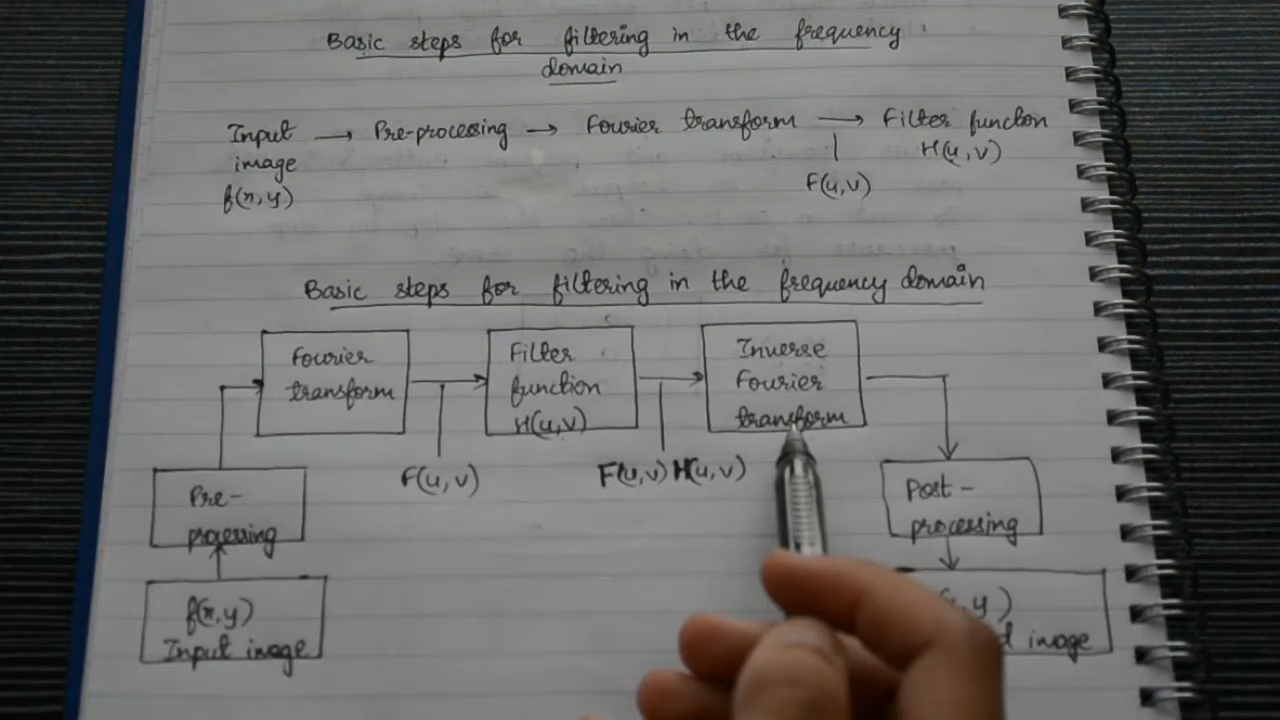 Basic steps for filtering in the frequency
domain
Input → Pre-processing → Fourier transform → Filter function
image H(u,v)
f(x,y) F(u,v)
Basic steps for filtering in the frequency domain
Fourier
transform
Filter
function
H(u,v)
Inverse
Fourier
transform
F(u,v)
F(u,v) H(u,v)
Pre-
processing
Post-
processing
f(x,y)
Input image
,y)
image